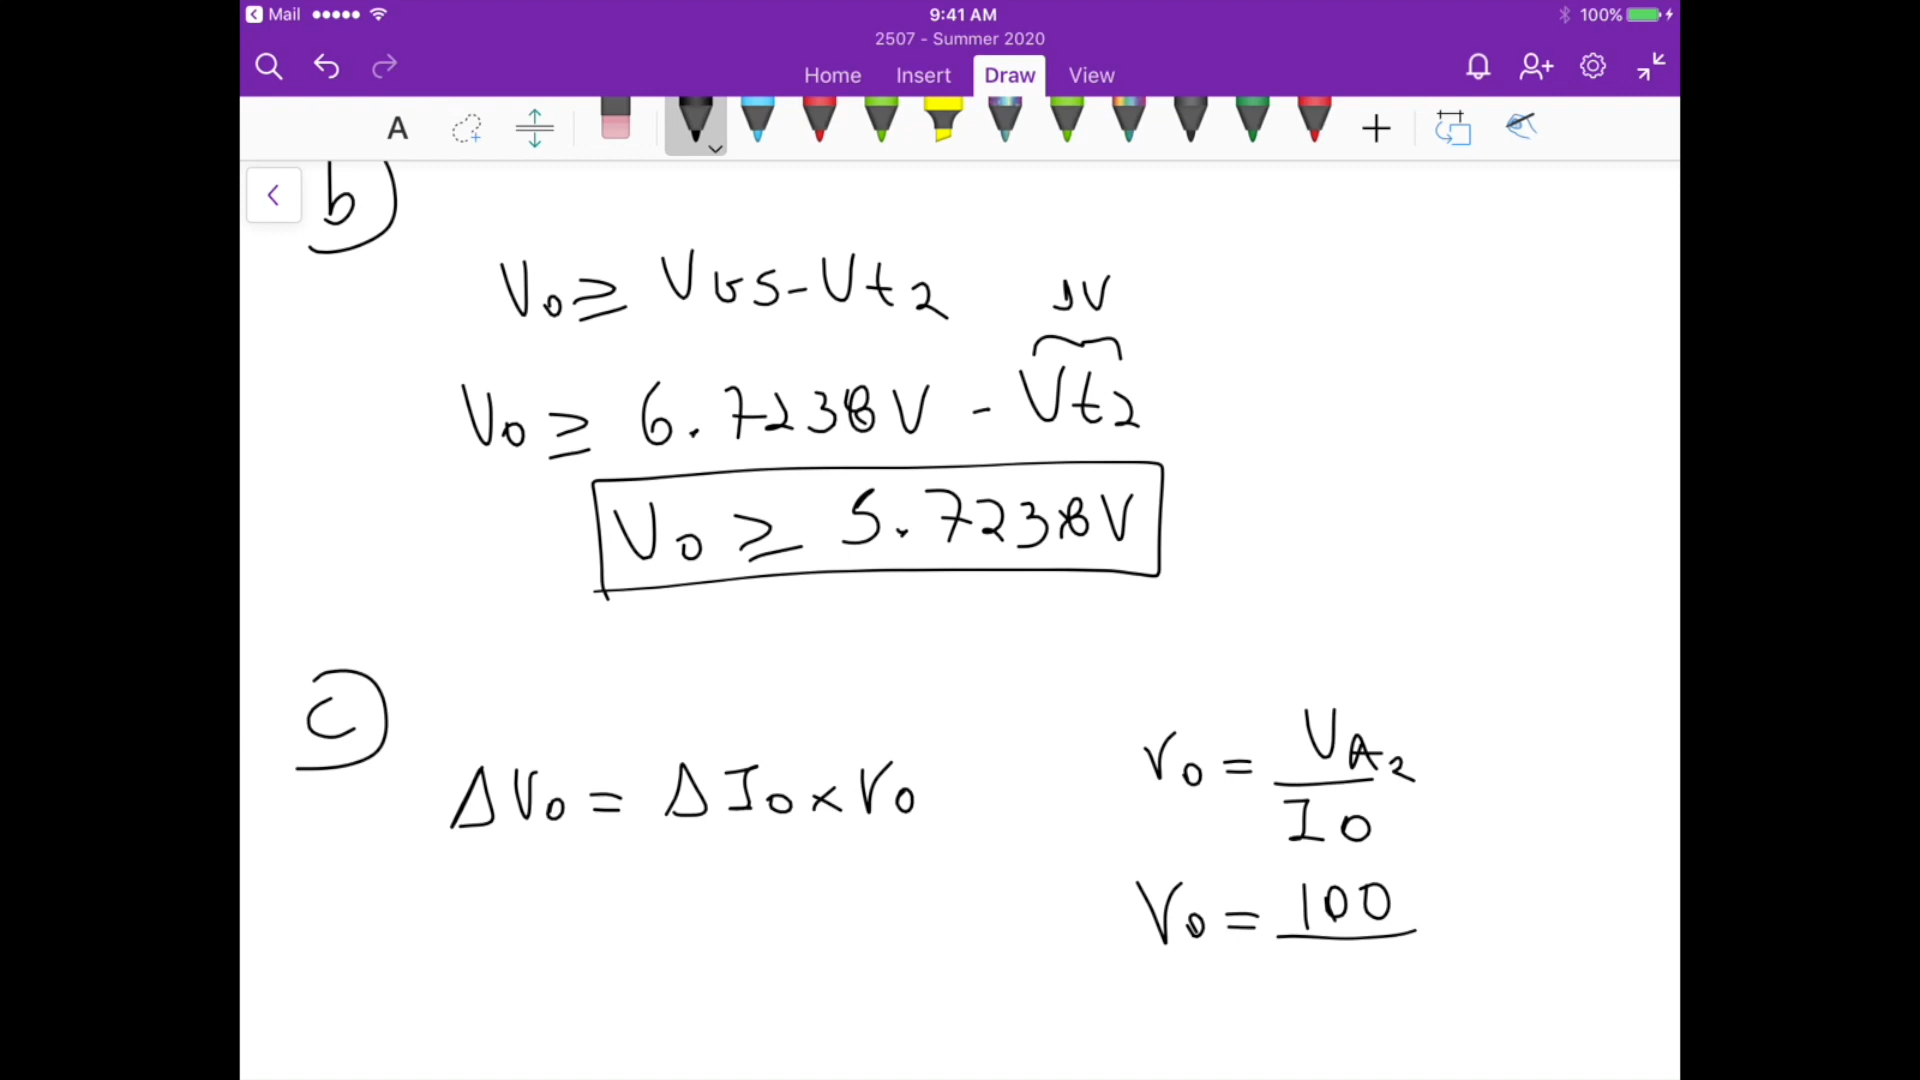 Mail 9:41 AM 100%
2507 - Summer 2020
Home Insert Draw View
A
b)
Vo ≥ VGS - Vt2
1V
Vo ≥ 6.7238V - Vt2
Vo ≥ 5.7238V
c)
ΔVo = ΔIo × ro
ro = VA2 / Io
ro = 100